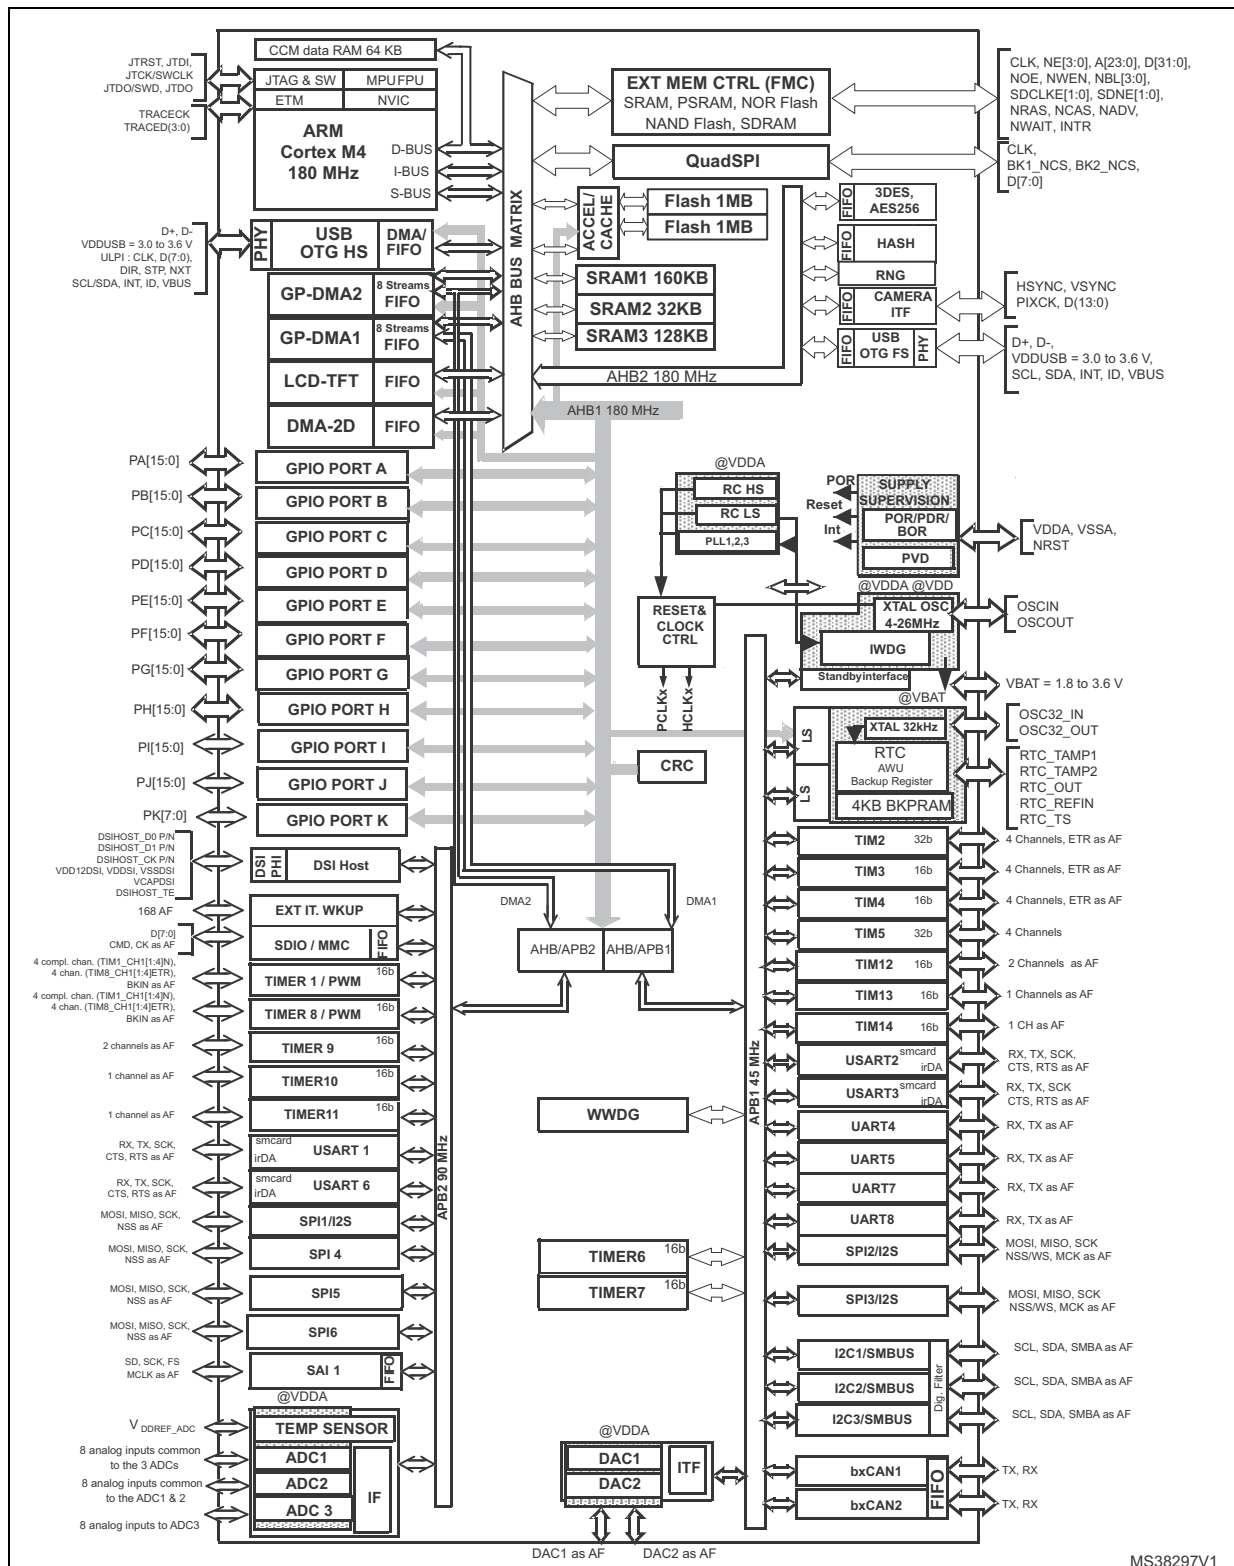 CCM data RAM 64 KB
JTRST, JTDI,
JTCK/SWCLK
JTDO/SWD, JTDO
TRACECK
TRACED(3:0)
JTAG & SW
MPU FPU
ETM
NVIC
ARM
Cortex M4
180 MHz
D-BUS
I-BUS
S-BUS
AHB BUS MATRIX
EXT MEM CTRL (FMC)
SRAM, PSRAM, NOR Flash
NAND Flash, SDRAM
CLK, NE[3:0], A[23:0], D[31:0],
NOE, NWEN, NBL[3:0],
SDCLKE[1:0], SDNE[1:0],
NRAS, NCAS, NADV,
NWAIT, INTR
QuadSPI
CLK,
BK1_NCS, BK2_NCS,
D[7:0]
ACCEL/
CACHE
Flash 1MB
Flash 1MB
SRAM1 160KB
SRAM2 32KB
SRAM3 128KB
FIFO
3DES,
AES256
FIFO
HASH
RNG
FIFO
CAMERA
ITF
FIFO
USB
OTG FS
PHY
HSYNC, VSYNC
PIXCK, D(13:0)
D+, D-,
VDDUSB = 3.0 to 3.6 V,
SCL, SDA, INT, ID, VBUS
D+, D-
VDDUSB = 3.0 to 3.6 V
ULPI : CLK, D(7:0),
DIR, STP, NXT
SCL/SDA, INT, ID, VBUS
PHY
USB
OTG HS
DMA/
FIFO
GP-DMA2
8 Streams
FIFO
GP-DMA1
8 Streams
FIFO
LCD-TFT
FIFO
DMA-2D
FIFO
AHB2 180 MHz
AHB1 180 MHz
PA[15:0]
GPIO PORT A
PB[15:0]
GPIO PORT B
PC[15:0]
GPIO PORT C
PD[15:0]
GPIO PORT D
PE[15:0]
GPIO PORT E
PF[15:0]
GPIO PORT F
PG[15:0]
GPIO PORT G
PH[15:0]
GPIO PORT H
PI[15:0]
GPIO PORT I
PJ[15:0]
GPIO PORT J
PK[7:0]
GPIO PORT K
@VDDA
RC HS
RC LS
PLL1,2,3
POR
Reset
Int
SUPPLY
SUPERVISION
POR/PDR/
BOR
PVD
VDDA, VSSA,
NRST
@VDDA @VDD
XTAL OSC
4-26MHz
IWDG
OSCIN
OSCOUT
RESET&
CLOCK
CTRL
PCLKx
HCLKx
Standbyinterface
VBAT = 1.8 to 3.6 V
@VBAT
LS
LS
XTAL 32kHz
RTC
AWU
Backup Register
4KB BKPRAM
OSC32_IN
OSC32_OUT
RTC_TAMP1
RTC_TAMP2
RTC_OUT
RTC_REFIN
RTC_TS
CRC
DSIHOST_D0 P/N
DSIHOST_D1 P/N
DSIHOST_CK P/N
VDD12DSI, VDDSI, VSSDSI
VCAPDSI
DSIHOST_TE
DSI
PHI
DSI Host
168 AF
EXT IT. WKUP
D[7:0]
CMD, CK as AF
SDIO / MMC
FIFO
4 compl. chan. (TIM1_CH1[1:4]N),
4 chan. (TIM8_CH1[1:4]ETR),
BKIN as AF
TIMER 1 / PWM
16b
4 compl. chan. (TIM1_CH1[1:4]N),
4 chan. (TIM8_CH1[1:4]ETR),
BKIN as AF
TIMER 8 / PWM
16b
2 channels as AF
TIMER 9
16b
1 channel as AF
TIMER10
16b
1 channel as AF
TIMER11
16b
RX, TX, SCK,
CTS, RTS as AF
smcard
irDA
USART 1
RX, TX, SCK,
CTS, RTS as AF
smcard
irDA
USART 6
MOSI, MISO, SCK,
NSS as AF
SPI1/I2S
MOSI, MISO, SCK,
NSS as AF
SPI 4
MOSI, MISO, SCK,
NSS as AF
SPI5
MOSI, MISO, SCK,
NSS as AF
SPI6
SD, SCK, FS
MCLK as AF
SAI 1
FIFO
@VDDA
VDDREF_ADC
TEMP SENSOR
8 analog inputs common
to the 3 ADCs
ADC1
8 analog inputs common
to the ADC1 & 2
ADC2
8 analog inputs to ADC3
ADC 3
IF
APB2 90 MHz
DMA2
DMA1
AHB/APB2
AHB/APB1
WWDG
TIMER6
16b
TIMER7
16b
@VDDA
DAC1
DAC2
ITF
DAC1 as AF
DAC2 as AF
APB1 45 MHz
TIM2
32b
4 Channels, ETR as AF
TIM3
16b
4 Channels, ETR as AF
TIM4
16b
4 Channels, ETR as AF
TIM5
32b
4 Channels
TIM12
16b
2 Channels as AF
TIM13
16b
1 Channels as AF
TIM14
16b
1 CH as AF
USART2
smcard
irDA
RX, TX, SCK,
CTS, RTS as AF
USART3
smcard
irDA
RX, TX, SCK
CTS, RTS as AF
UART4
RX, TX as AF
UART5
RX, TX as AF
UART7
RX, TX as AF
UART8
RX, TX as AF
SPI2/I2S
MOSI, MISO, SCK
NSS/WS, MCK as AF
SPI3/I2S
MOSI, MISO, SCK
NSS/WS, MCK as AF
I2C1/SMBUS
SCL, SDA, SMBA as AF
I2C2/SMBUS
SCL, SDA, SMBA as AF
I2C3/SMBUS
SCL, SDA, SMBA as AF
Dig. Filter
bxCAN1
TX, RX
bxCAN2
TX, RX
FIFO
MS38297V1